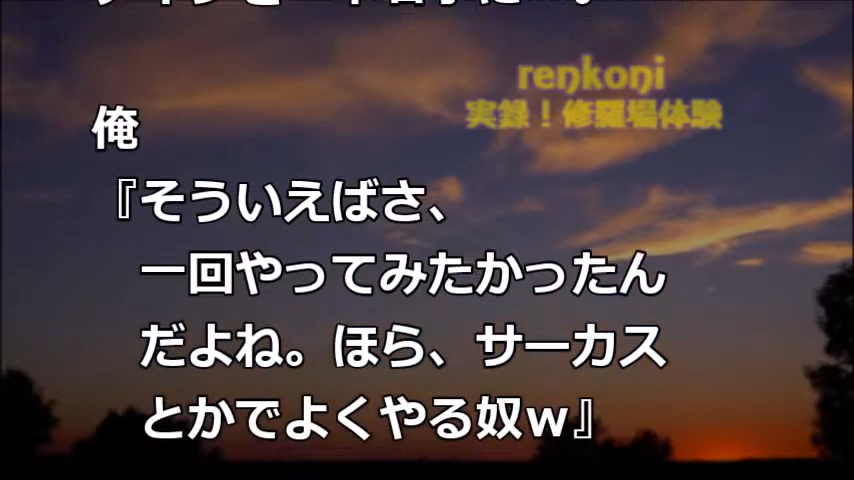 renkoni
実録！修羅場体験
俺
『そういえばさ、
一回やってみたかったん
だよね。ほら、サーカス
とかでよくやる奴ｗ』